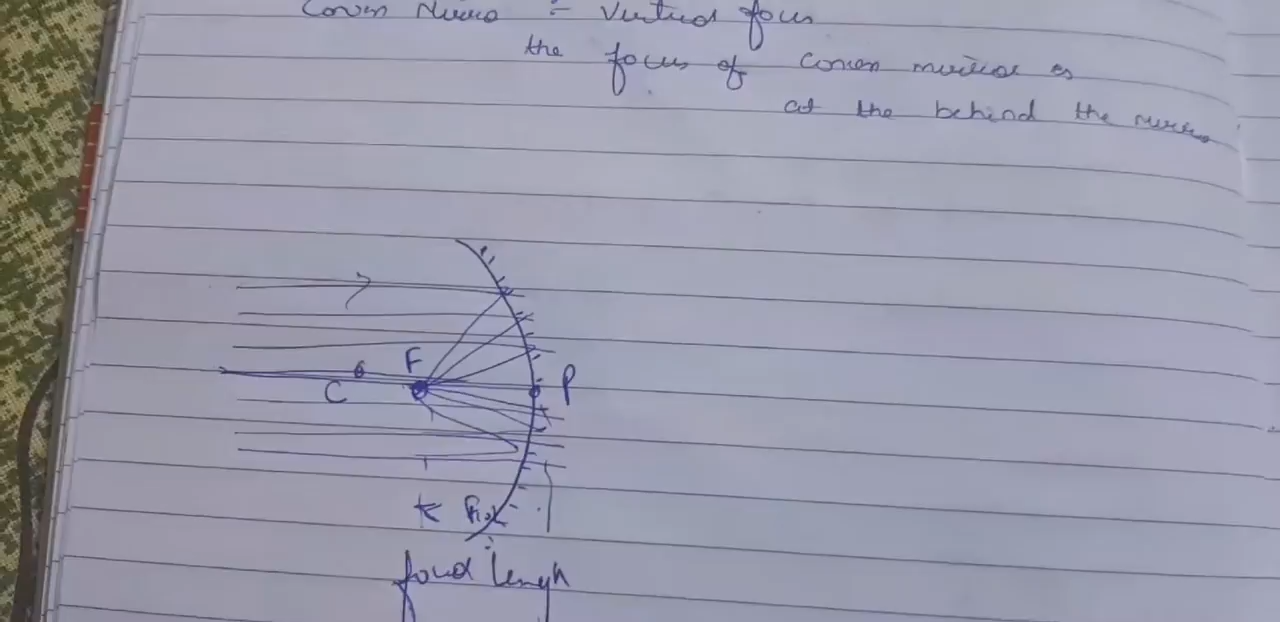 Convex Mirror :- Virtual focus
the focus of convex mirror is
at the behind the mirror
F
C
P
focal length